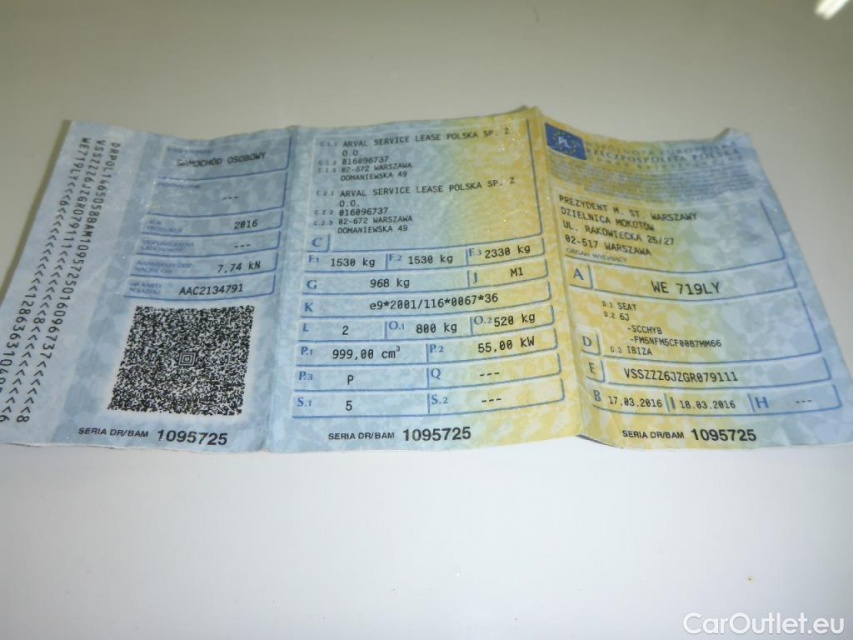 SAMOCHÓD OSOBOWY
---
2016
---
7,74 kN
AAC2134791
SERIA DR/BAM 1095725
C.1.1 ARVAL SERVICE LEASE POLSKA SP. Z
O.O.
C.1.2 016096737
C.1.3 02-672 WARSZAWA
DOMANIEWSKA 49
C.2.1 ARVAL SERVICE LEASE POLSKA SP. Z
O.O.
C.2.2 016096737
C.2.3 02-672 WARSZAWA
DOMANIEWSKA 49
C
F.1 1530 kg F.2 1530 kg F.3 2330 kg
G 968 kg J M1
K e9*2001/116*0067*36
L 2 O.1 800 kg O.2 520 kg
P.1 999,00 cm³ P.2 55,00 kW
P.3 P Q ---
S.1 5 S.2 ---
SERIA DR/BAM 1095725
PL
RZECZPOSPOLITA POLSKA
PREZYDENT M. ST. WARSZAWY
DZIELNICA MOKOTÓW
UL. RAKOWIECKA 25/27
02-517 WARSZAWA
ORGAN WYDAJĄCY
A WE 719LY
D.1 SEAT
D.2 6J
-SCCHYB
-FM5NFM5CF0087MM66
D D.3 IBIZA
E VSSZZZ6JZGR079111
B 17.03.2016 I 18.03.2016 H ---
SERIA DR/BAM 1095725
CarOutlet.eu